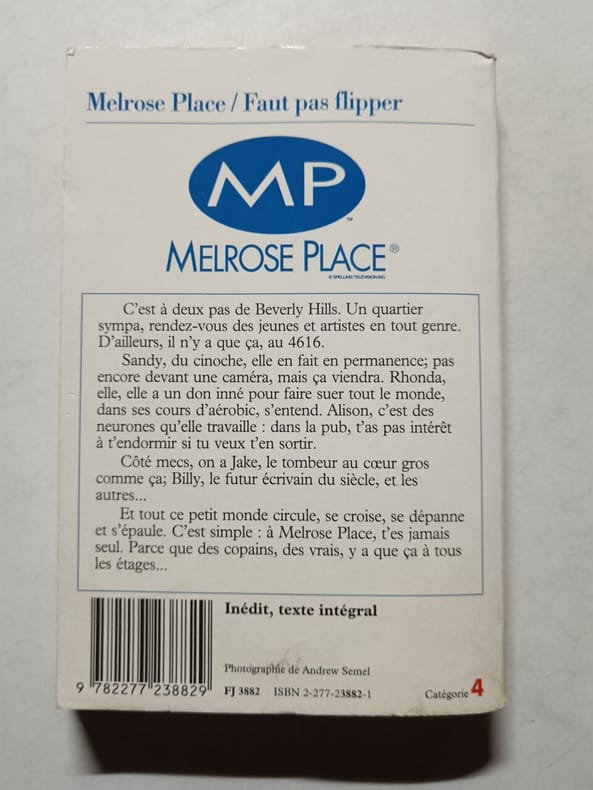 Melrose Place / Faut pas flipper
MP
™
MELROSE PLACE®
© SPELLING TELEVISION INC.
C'est à deux pas de Beverly Hills. Un quartier
sympa, rendez-vous des jeunes et artistes en tout genre.
D'ailleurs, il n'y a que ça, au 4616.
Sandy, du cinoche, elle en fait en permanence; pas
encore devant une caméra, mais ça viendra. Rhonda,
elle, elle a un don inné pour faire suer tout le monde,
dans ses cours d'aérobic, s'entend. Alison, c'est des
neurones qu'elle travaille : dans la pub, t'as pas intérêt
à t'endormir si tu veux t'en sortir.
Côté mecs, on a Jake, le tombeur au cœur gros
comme ça; Billy, le futur écrivain du siècle, et les
autres...
Et tout ce petit monde circule, se croise, se dépanne
et s'épaule. C'est simple : à Melrose Place, t'es jamais
seul. Parce que des copains, des vrais, y a que ça à tous
les étages...
Inédit, texte intégral
Photographie de Andrew Semel
9 782277 238829
FJ 3882 ISBN 2-277-23882-1
Catégorie 4